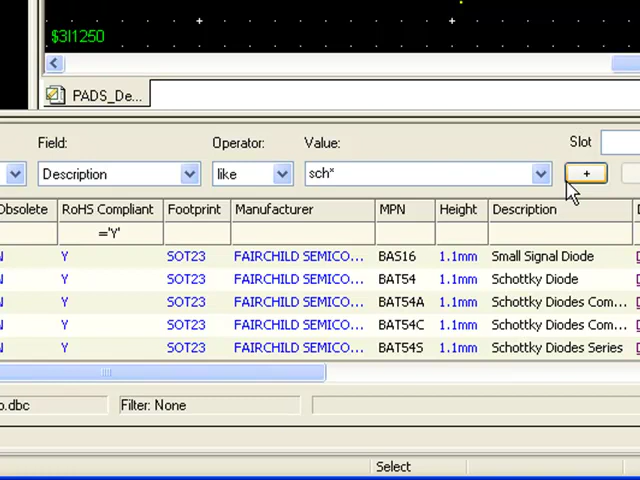 $3I1250
PADS_De...
Field: Operator: Value: Slot
Description like sch* +
Obsolete RoHS Compliant Footprint Manufacturer MPN Height Description
='Y'
N Y SOT23 FAIRCHILD SEMICO... BAS16 1.1mm Small Signal Diode
Y SOT23 FAIRCHILD SEMICO... BAT54 1.1mm Schottky Diode
Y SOT23 FAIRCHILD SEMICO... BAT54A 1.1mm Schottky Diodes Com...
Y SOT23 FAIRCHILD SEMICO... BAT54C 1.1mm Schottky Diodes Com...
Y SOT23 FAIRCHILD SEMICO... BAT54S 1.1mm Schottky Diodes Series
o.dbc Filter: None
Select